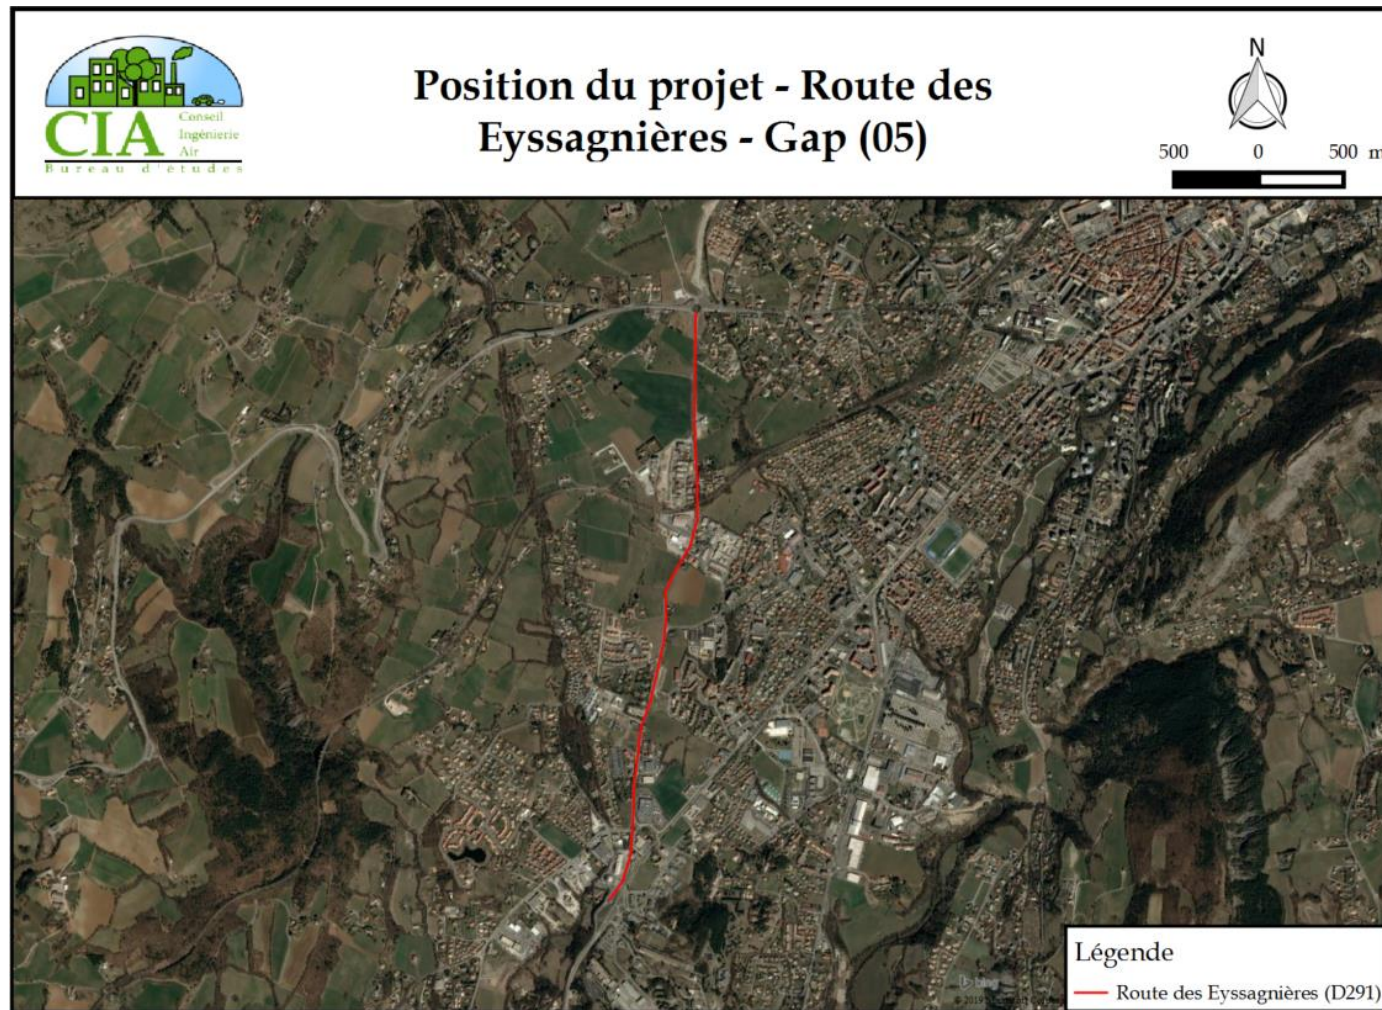 CIA
Conseil
Ingénierie
Air
Bureau d'études
Position du projet - Route des
Eyssagnières - Gap (05)
N
500 0 500 m
bing
Légende
Route des Eyssagnières (D291)